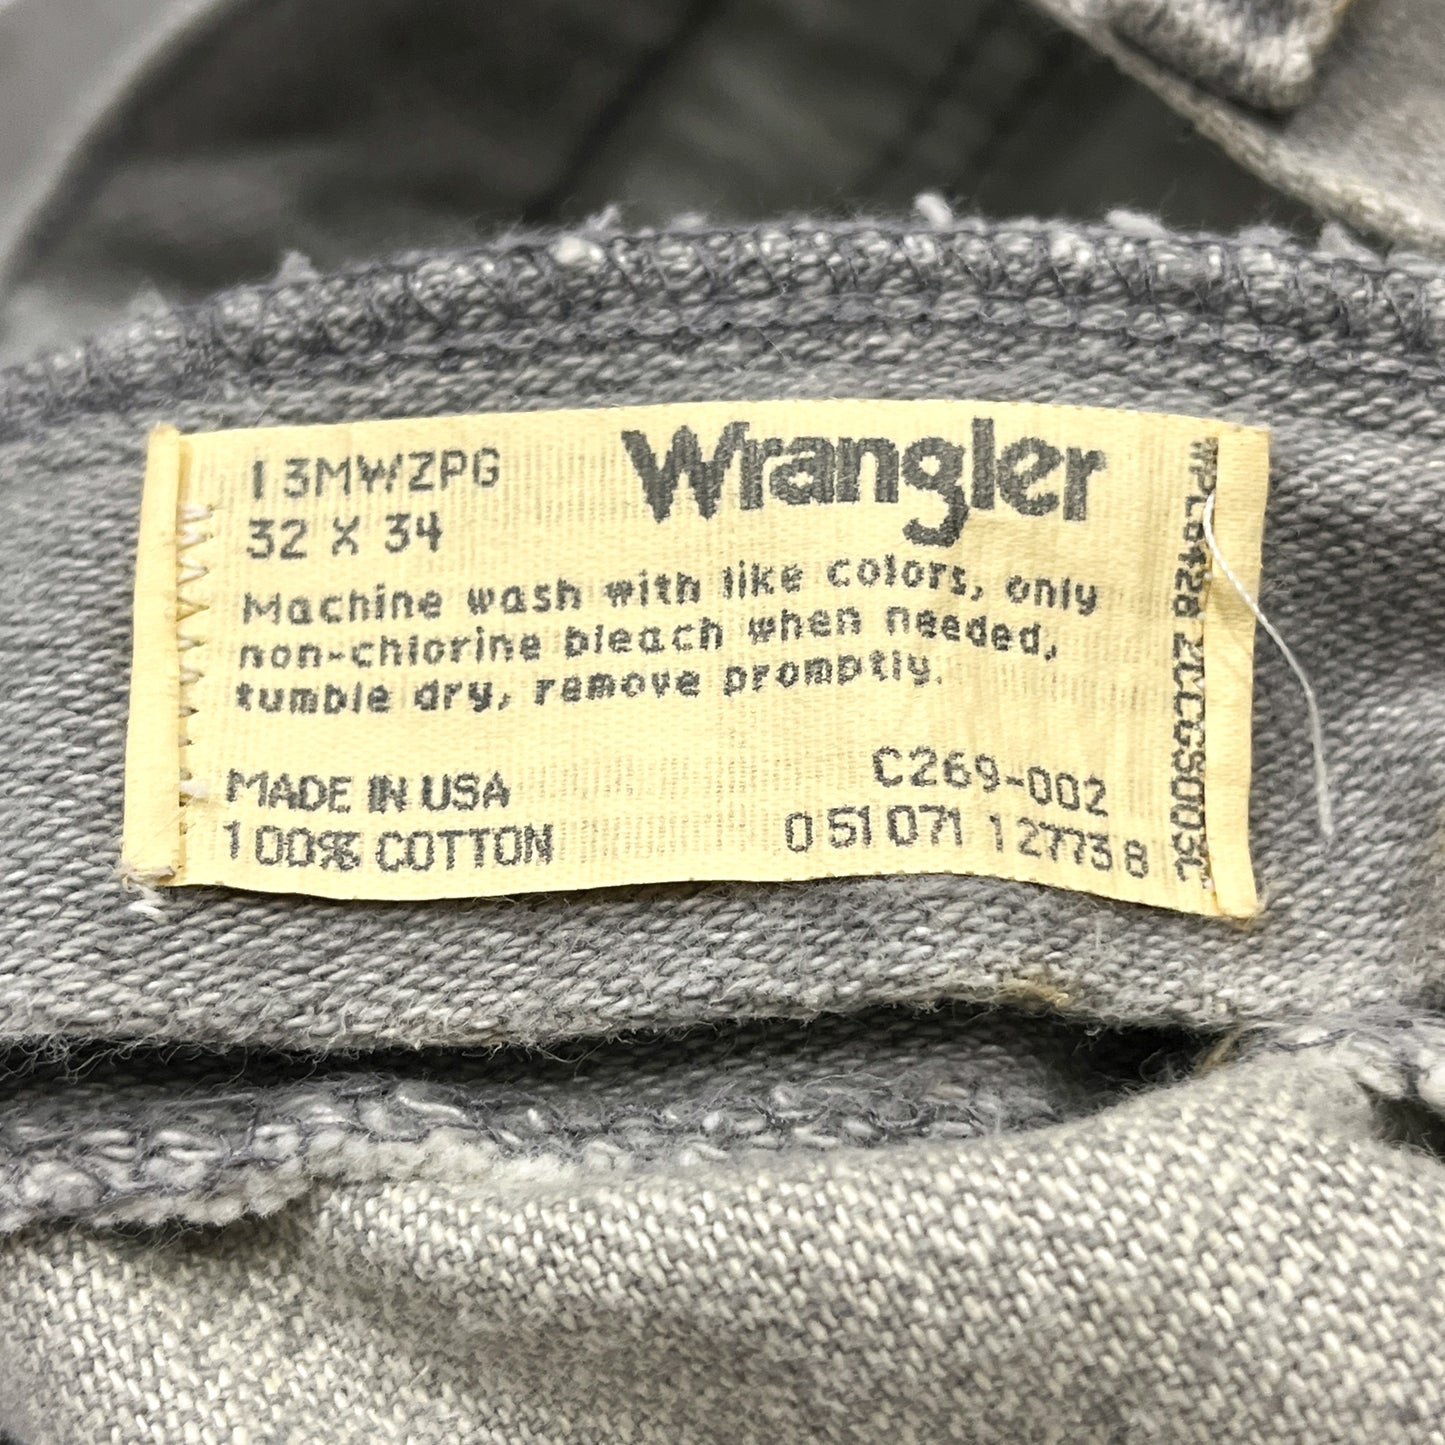 13MWZPG
Wrangler
32 X 34
Machine wash with like colors, only
non-chlorine bleach when needed,
tumble dry, remove promptly.
MADE IN USA
100% COTTON
C269-002
0 51071 12773 8